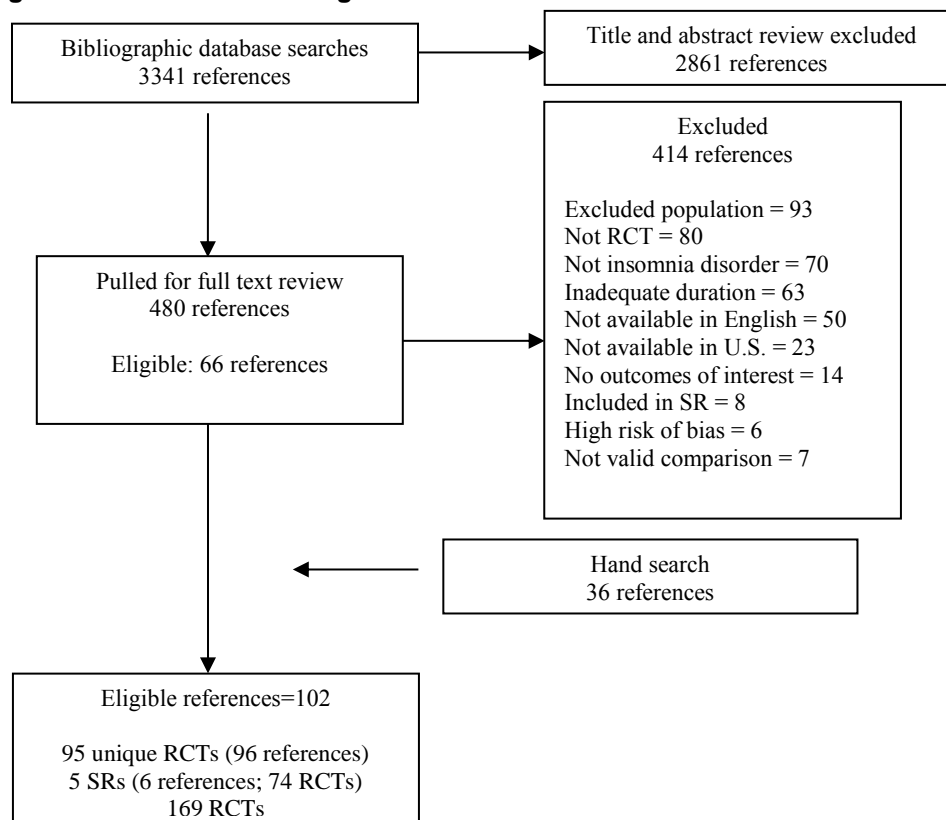 Bibliographic database searches
3341 references
Title and abstract review excluded
2861 references
Excluded
414 references
Excluded population = 93
Not RCT = 80
Not insomnia disorder = 70
Inadequate duration = 63
Not available in English = 50
Not available in U.S. = 23
No outcomes of interest = 14
Included in SR = 8
High risk of bias = 6
Not valid comparison = 7
Pulled for full text review
480 references
Eligible: 66 references
Hand search
36 references
Eligible references=102
95 unique RCTs (96 references)
5 SRs (6 references; 74 RCTs)
169 RCTs